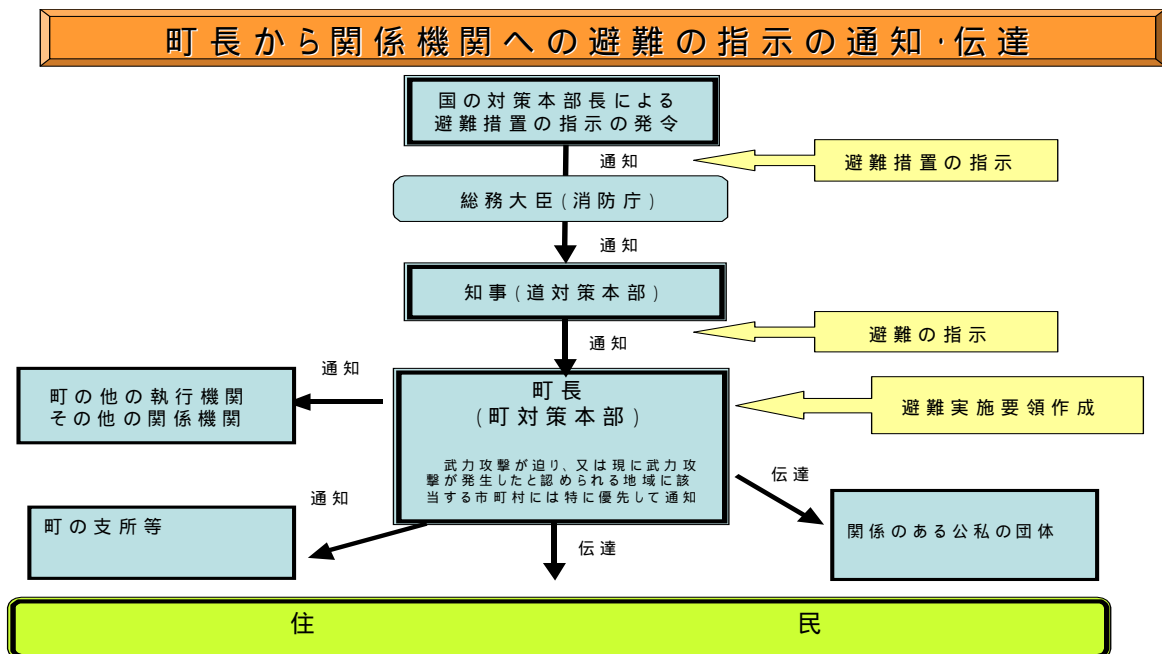 町長から関係機関への避難の指示の通知・伝達
国の対策本部長による
避難措置の指示の発令
通知
避難措置の指示
総務大臣(消防庁)
通知
知事(道対策本部)
通知
避難の指示
通知
町の他の執行機関
その他の関係機関
町長
(町対策本部)
武力攻撃が迫り、又は現に武力攻
撃が発生したと認められる地域に該
当する市町村には特に優先して通知
避難実施要領作成
通知
町の支所等
伝達
関係のある公私の団体
伝達
住民